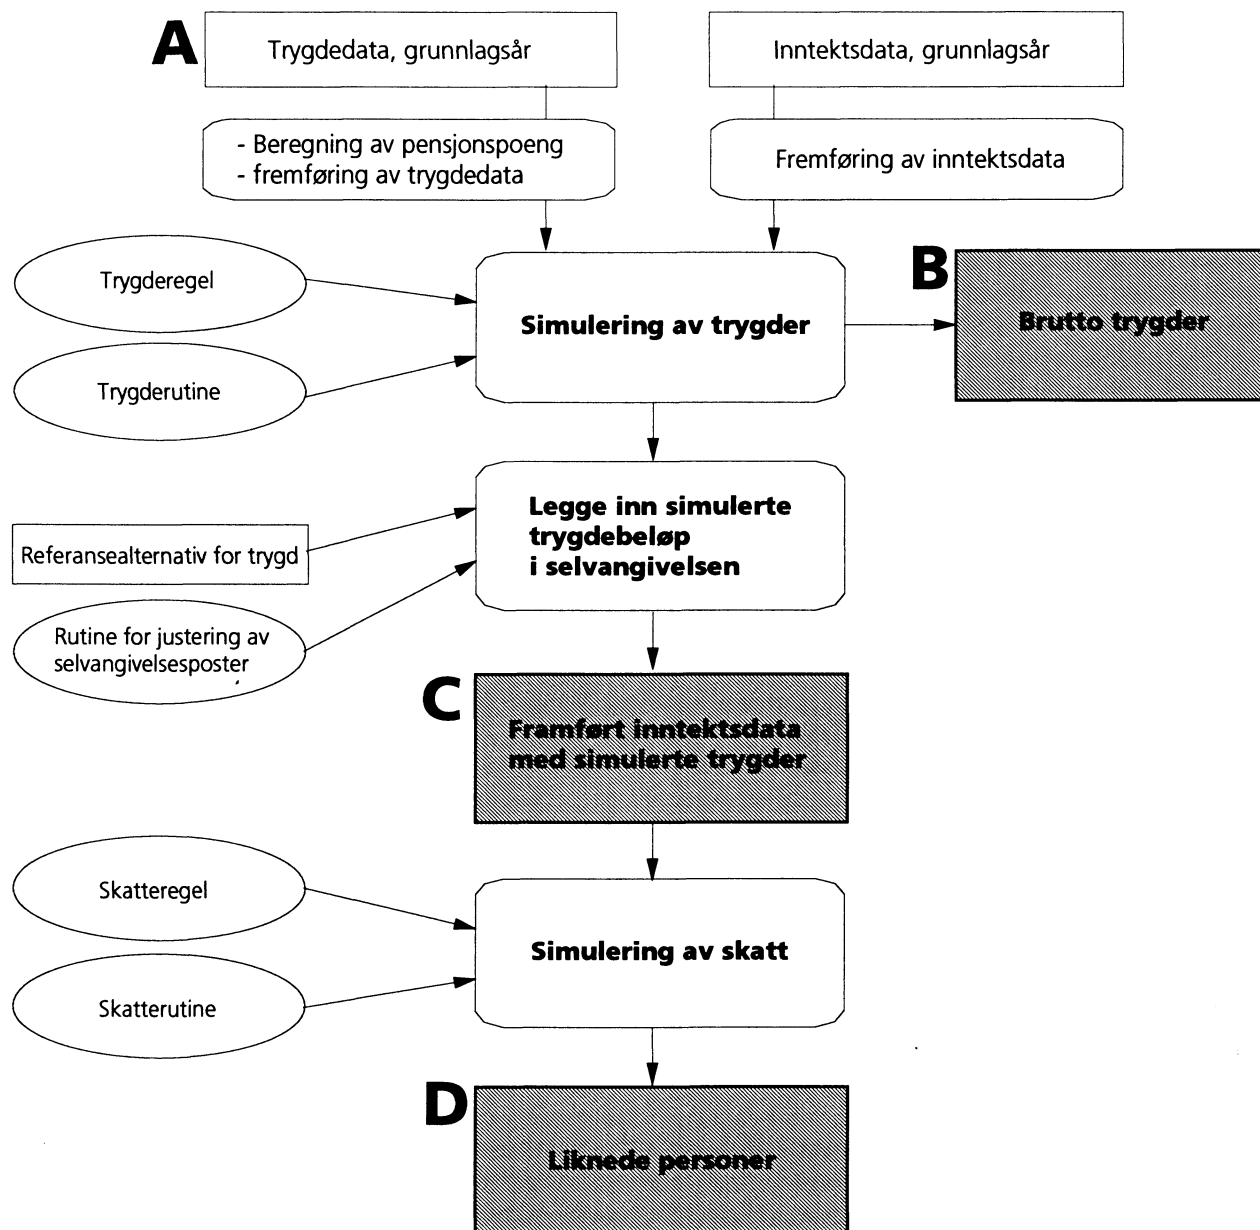 A
Trygdedata, grunnlagsår
Inntektsdata, grunnlagsår
- Beregning av pensjonspoeng
- fremføring av trygdedata
Fremføring av inntektsdata
Trygderegel
Trygderutine
Simulering av trygder
B
Brutto trygder
Referansealternativ for trygd
Rutine for justering av
selvangivelsesposter
Legge inn simulerte
trygdebeløp
i selvangivelsen
C
Framført inntektsdata
med simulerte trygder
Skatteregel
Skatterutine
Simulering av skatt
D
Liknede personer